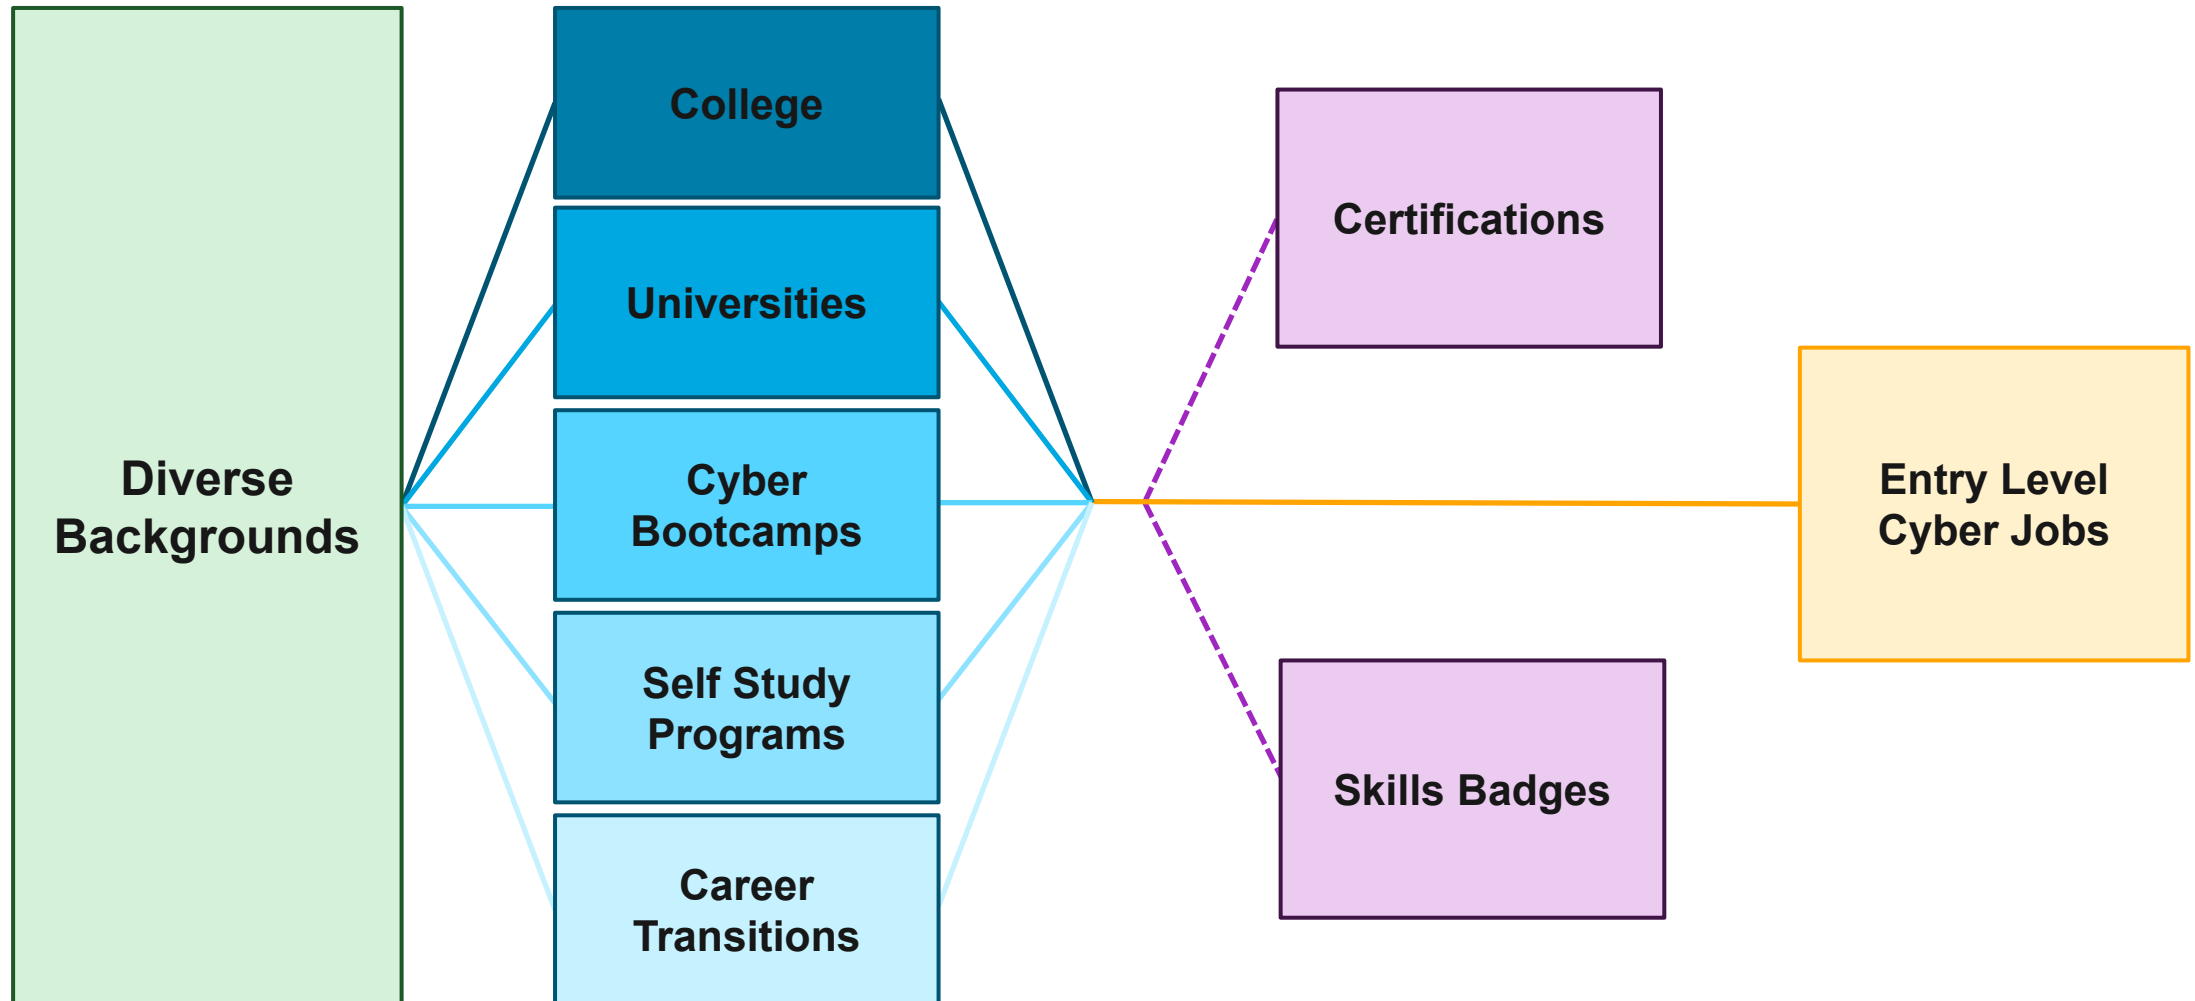 Diverse
Backgrounds
College
Universities
Cyber
Bootcamps
Self Study
Programs
Career
Transitions
Certifications
Skills Badges
Entry Level
Cyber Jobs